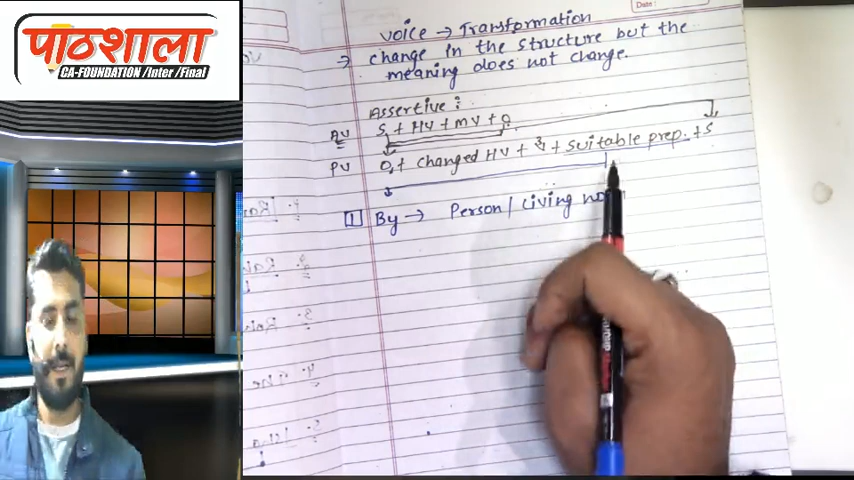 पाठशाला
CA-FOUNDATION/Inter/Final
Date :
voice → Transformation
→ change in the structure but the
meaning does not change.
Assertive :
AV S + HV + MV + O
PV O + changed HV + + suitable prep. + S
1 By → Person / Living